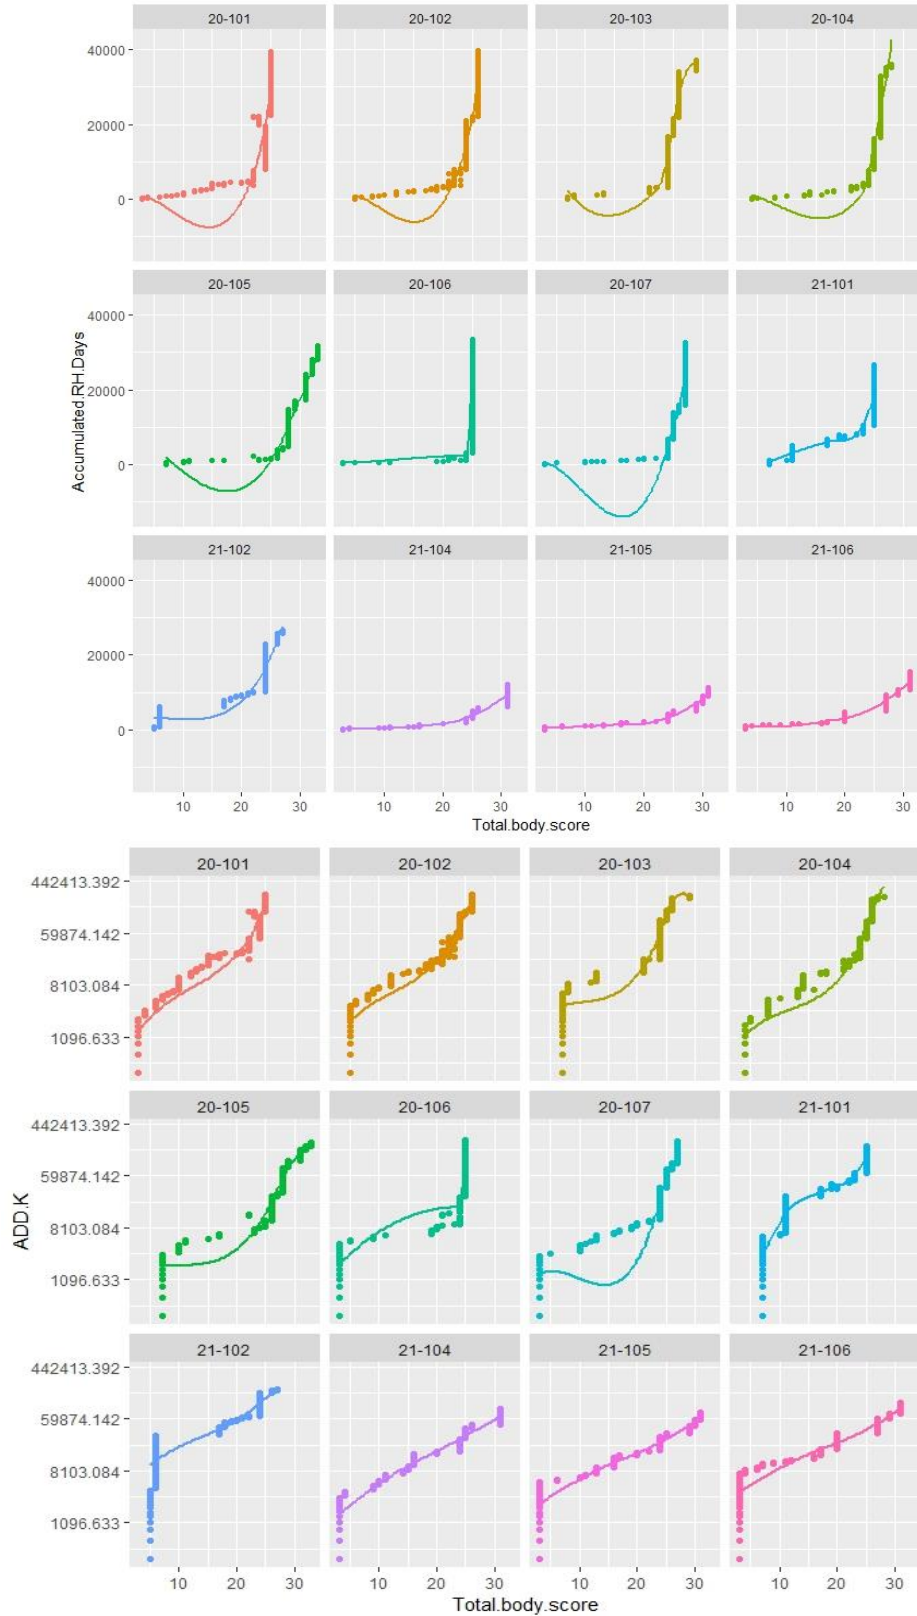 20-101 20-102 20-103 20-104
40000
20000
0
20-105 20-106 20-107 21-101
Accumulated.RH.Days
40000
20000
0
21-102 21-104 21-105 21-106
40000
20000
0
10 20 30 10 20 30 10 20 30 10 20 30
Total.body.score
20-101 20-102 20-103 20-104
442413.392
59874.142
8103.084
1096.633
20-105 20-106 20-107 21-101
ADD.K
442413.392
59874.142
8103.084
1096.633
21-102 21-104 21-105 21-106
442413.392
59874.142
8103.084
1096.633
10 20 30 10 20 30 10 20 30 10 20 30
Total.body.score